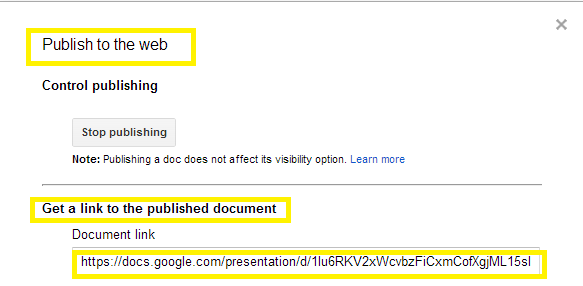 Publish to the web
Control publishing
Stop publishing
Note: Publishing a doc does not affect its visibility option. Learn more
Get a link to the published document
Document link
https://docs.google.com/presentation/d/1Iu6RKV2xWcvbzFiCxmCofXgjML15sI